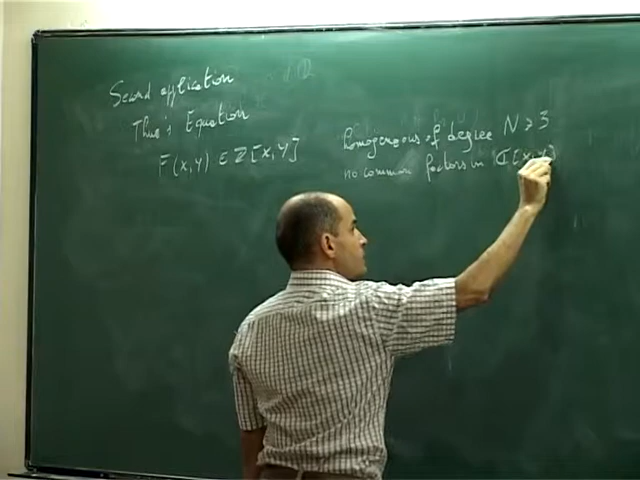 Second application
Thue's Equation
F(x,y) ∈ ℤ[x,y]
homogeneous of degree N ≥ 3
no common factors in ℂ[x,y]